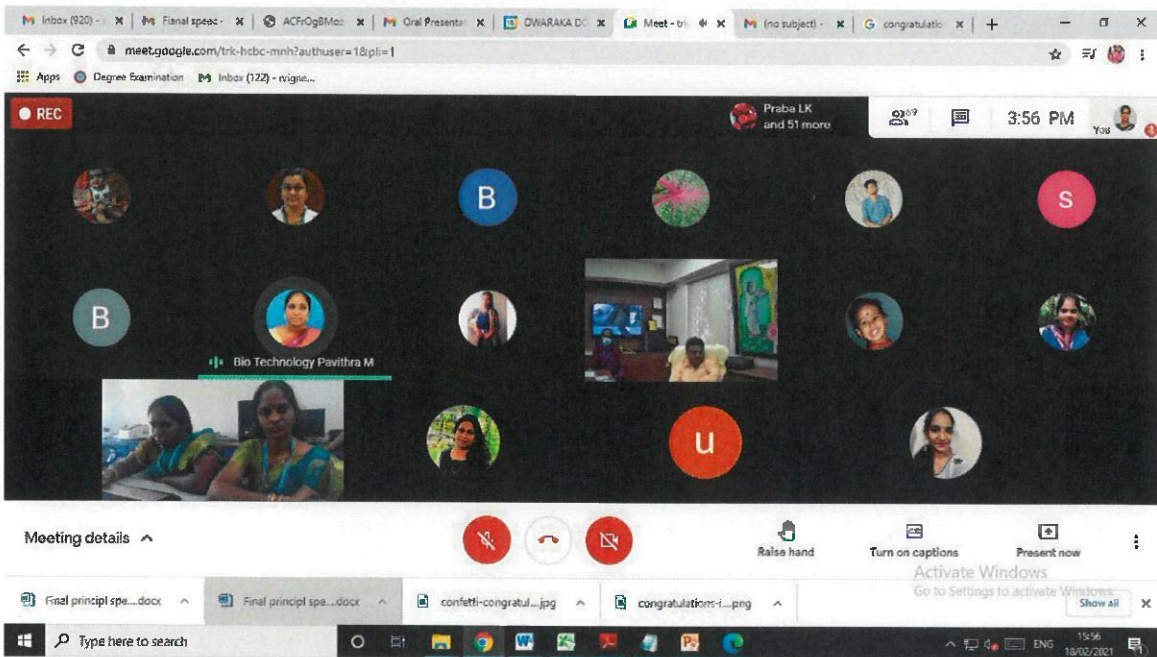 Inbox (920) -
Fianal speec -
ACFrOgBMoz
Oral Presenta
DWARAKA DO
Meet - trk
(no subject) -
congratulatio
meet.google.com/trk-hcbc-mnh?authuser=1&pli=1
Apps
Degree Examination
Inbox (122) -
REC
Praba LK
and 51 more
69
3:56 PM
You
B
S
B
Bio Technology Pavithra M
u
Meeting details
Raise hand
Turn on captions
Present now
Activate Windows
Go to Settings to activate Windows.
Final principl spe....docx
Final principl spe....docx
confetti-congratul...jpg
congratulations-i....png
Show all
Type here to search
ENG
15:56
18/02/2021